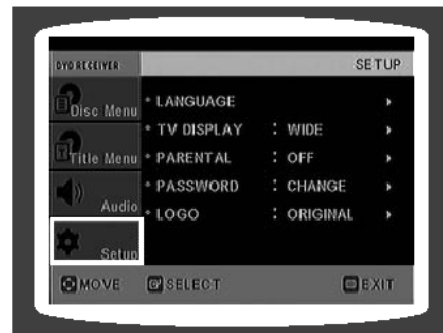 DVD RECEIVER SETUP
Disc Menu
Title Menu
Audio
Setup
• LANGUAGE
• TV DISPLAY : WIDE
• PARENTAL : OFF
• PASSWORD : CHANGE
• LOGO : ORIGINAL
MOVE SELECT EXIT